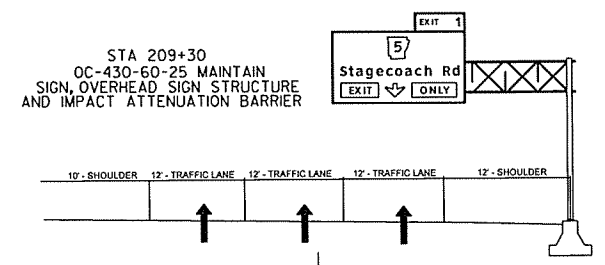 EXIT 1
5
Stagecoach Rd
EXIT ONLY
STA 209+30
OC-430-60-25 MAINTAIN
SIGN, OVERHEAD SIGN STRUCTURE
AND IMPACT ATTENUATION BARRIER
10' - SHOULDER 12' - TRAFFIC LANE 12' - TRAFFIC LANE 12' - TRAFFIC LANE 12' - SHOULDER